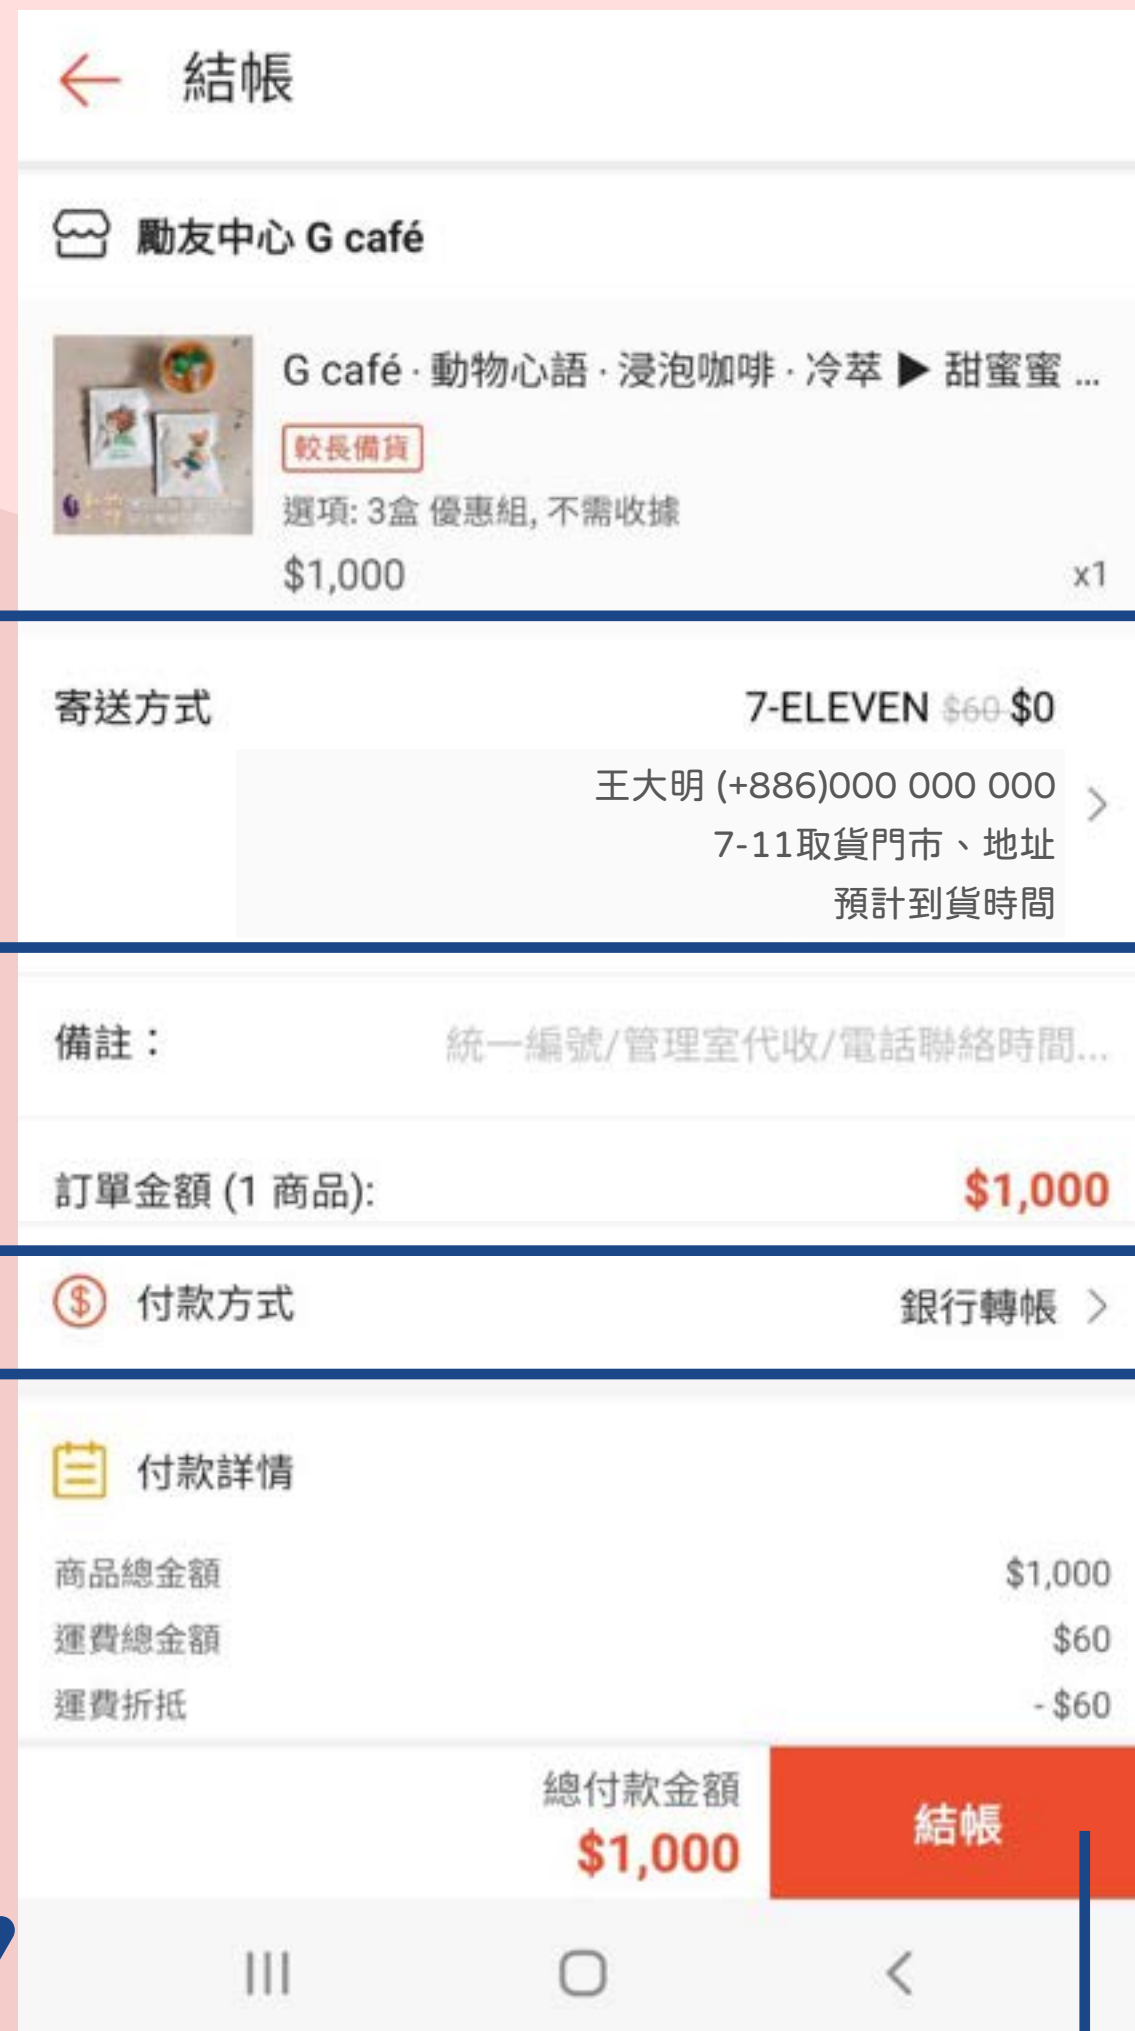 結帳
勵友中心 G café
G café · 動物心語 · 浸泡咖啡 · 冷萃 ▶ 甜蜜蜜 ...
較長備貨
選項: 3盒 優惠組, 不需收據
$1,000 x1
寄送方式 7-ELEVEN $60 $0
王大明 (+886)000 000 000
7-11取貨門市、地址
預計到貨時間
備註： 統一編號/管理室代收/電話聯絡時間...
訂單金額 (1 商品): $1,000
付款方式 銀行轉帳
付款詳情
商品總金額 $1,000
運費總金額 $60
運費折抵 - $60
總付款金額
$1,000
結帳